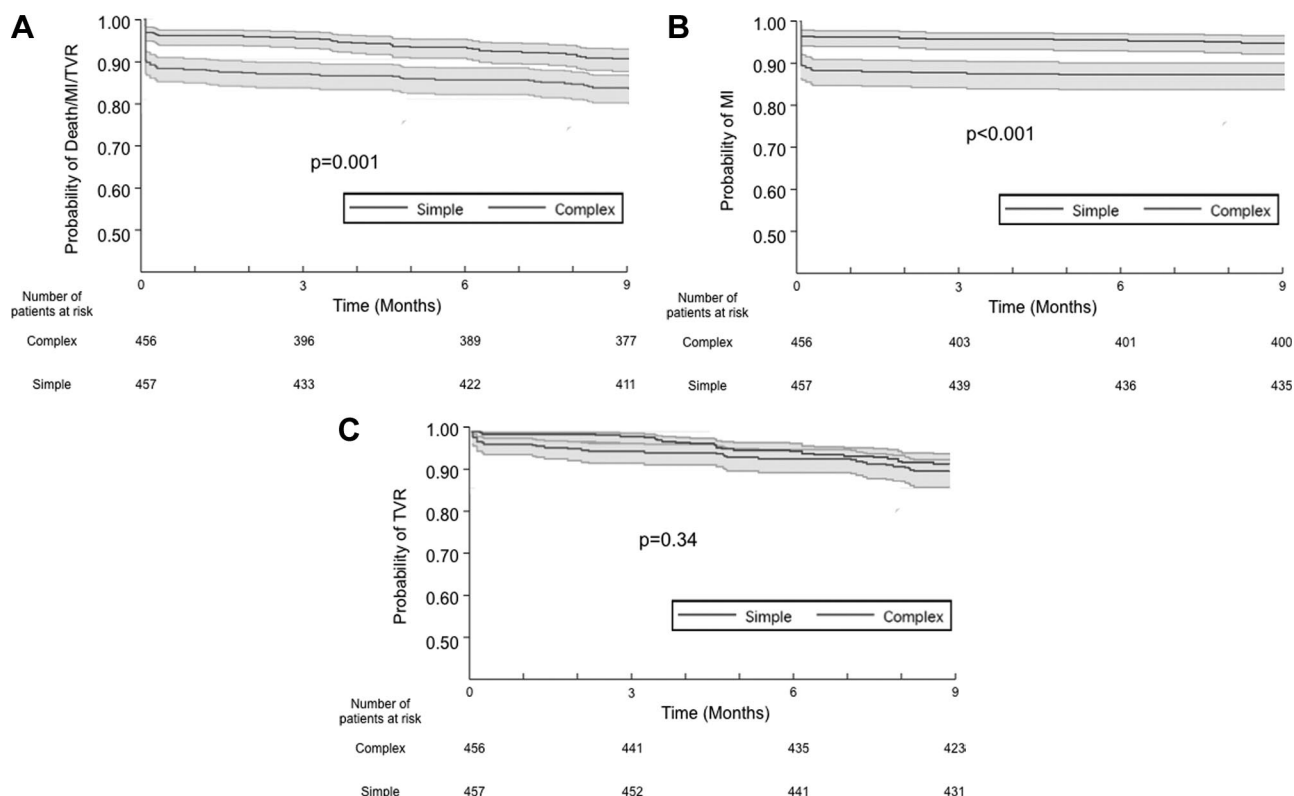 A
Probability of Death/MI/TVR
1.00
0.90
0.80
0.70
0.60
0.50
p=0.001
Simple Complex
0 3 6 9
Time (Months)
Number of
patients at risk
Complex 456 396 389 377
Simple 457 433 422 411
B
Probability of MI
1.00
0.90
0.80
0.70
0.60
0.50
p<0.001
Simple Complex
0 3 6 9
Time (Months)
Number of
patients at risk
Complex 456 403 401 400
Simple 457 439 436 435
C
Probability of TVR
1.00
0.90
0.80
0.70
0.60
0.50
p=0.34
Simple Complex
0 3 6 9
Time (Months)
Number of
patients at risk
Complex 456 441 435 423
Simple 457 452 441 431